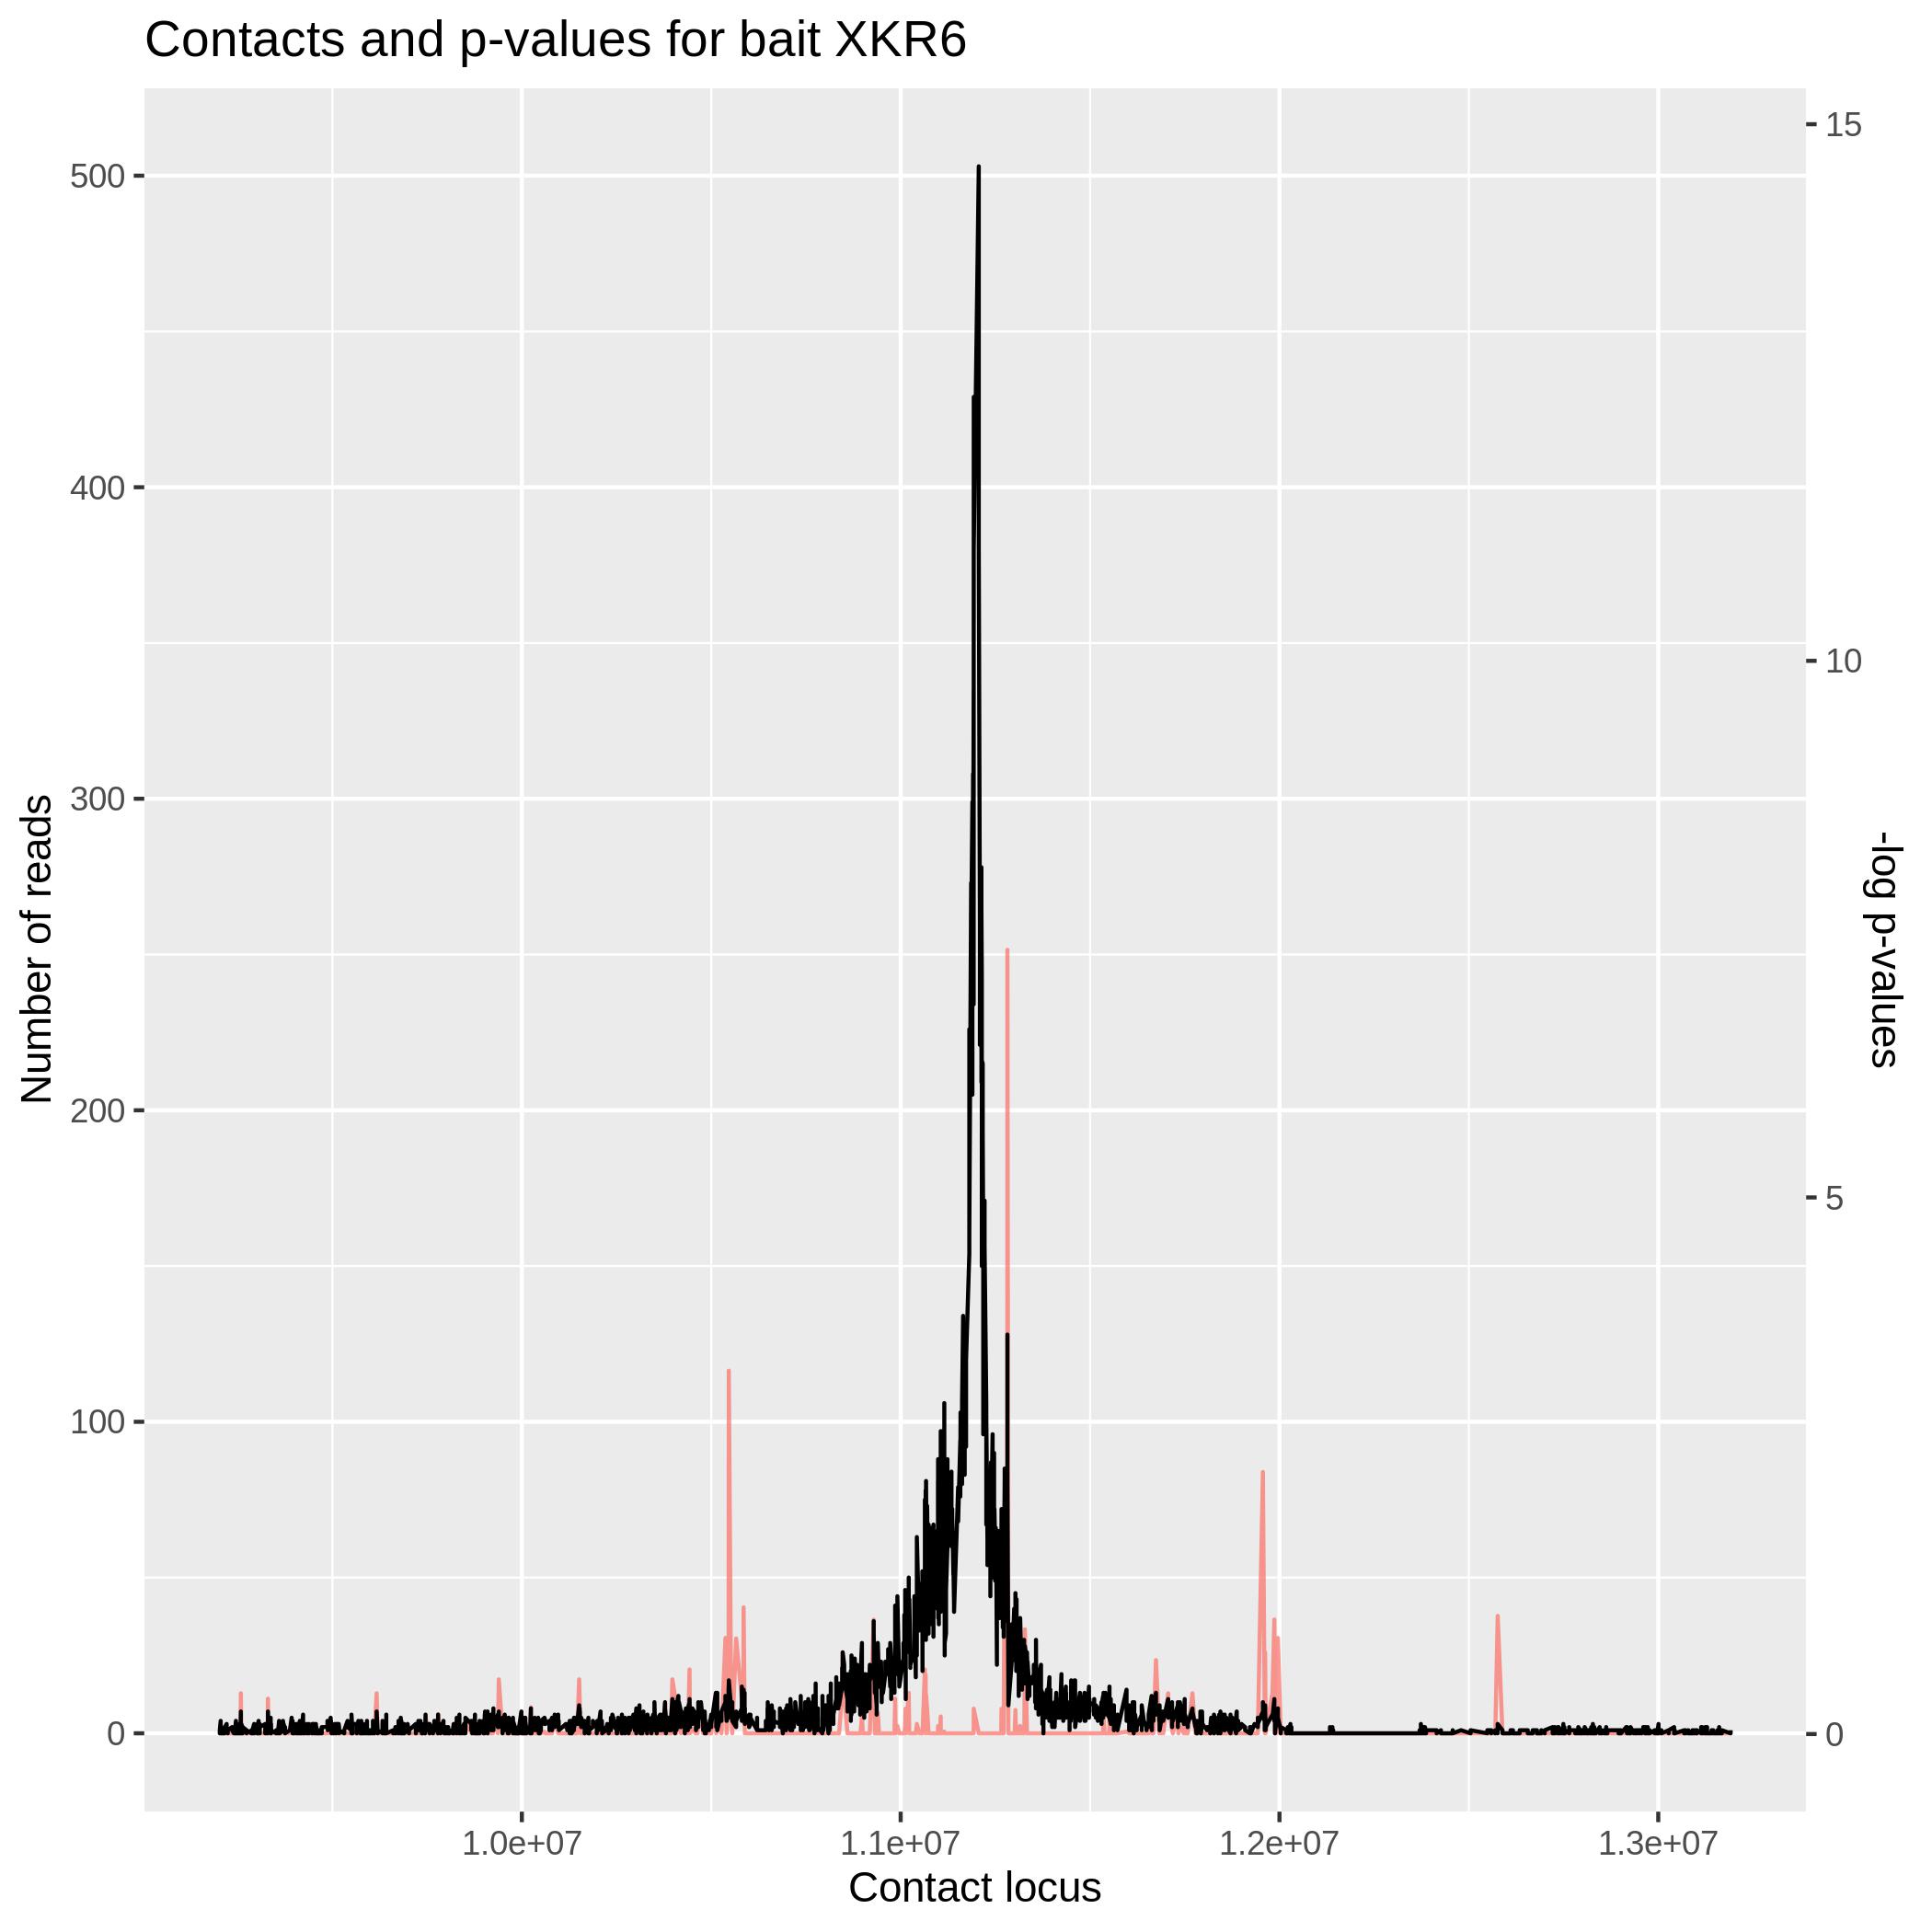 Contacts and p-values for bait XKR6
500
400
300
200
100
0
Number of reads
15
10
5
0
-log p-values
1.0e+07
1.1e+07
1.2e+07
1.3e+07
Contact locus